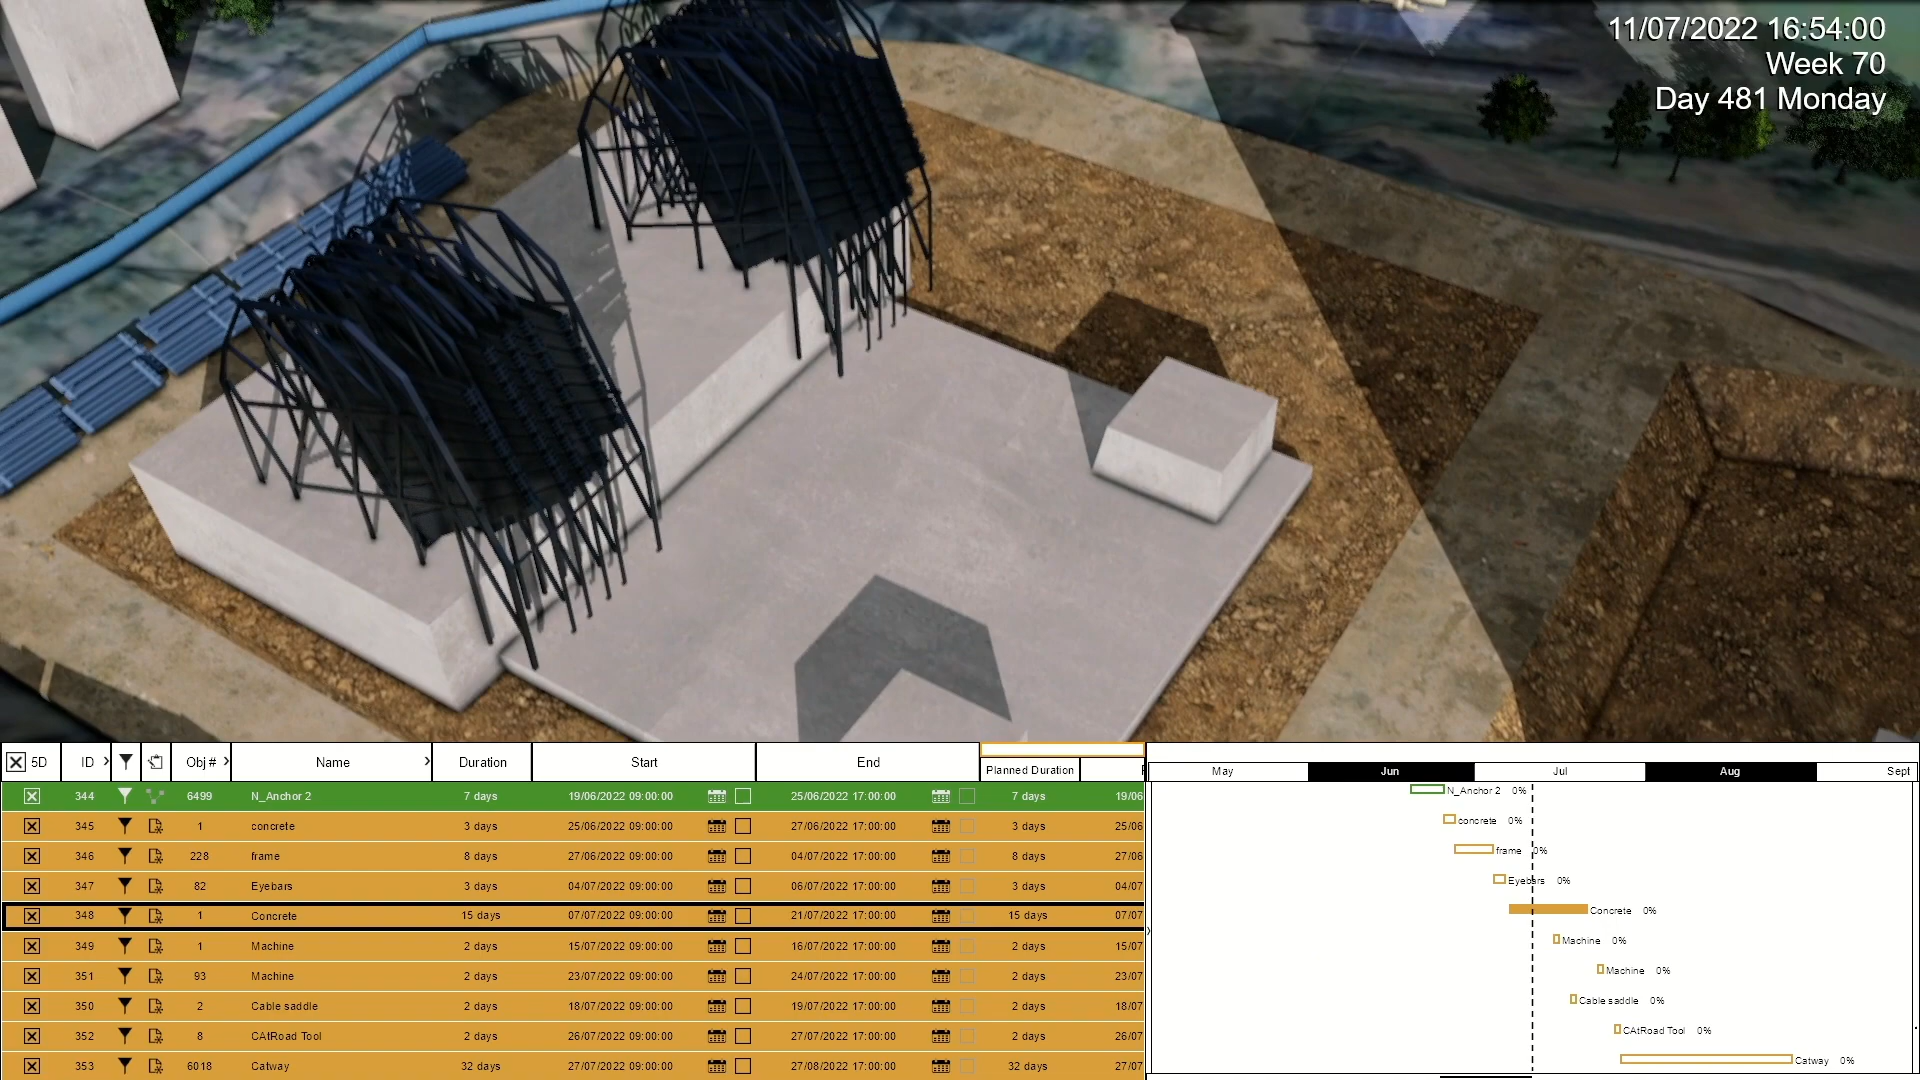 11/07/2022 16:54:00
Week 70
Day 481 Monday
5D ID Obj # Name Duration Start End Planned Duration
May Jun Jul Aug Sept
344 6499 N_Anchor 2 7 days 19/06/2022 09:00:00 25/06/2022 17:00:00 7 days 19/06
345 1 concrete 3 days 25/06/2022 09:00:00 27/06/2022 17:00:00 3 days 25/06
346 228 frame 8 days 27/06/2022 09:00:00 04/07/2022 17:00:00 8 days 27/06
347 82 Eyebars 3 days 04/07/2022 09:00:00 06/07/2022 17:00:00 3 days 04/07
348 1 Concrete 15 days 07/07/2022 09:00:00 21/07/2022 17:00:00 15 days 07/07
349 1 Machine 2 days 15/07/2022 09:00:00 16/07/2022 17:00:00 2 days 15/07
351 93 Machine 2 days 23/07/2022 09:00:00 24/07/2022 17:00:00 2 days 23/07
350 2 Cable saddle 2 days 18/07/2022 09:00:00 19/07/2022 17:00:00 2 days 18/07
352 8 CAtRoad Tool 2 days 26/07/2022 09:00:00 27/07/2022 17:00:00 2 days 26/07
353 6018 Catway 32 days 27/07/2022 09:00:00 27/08/2022 17:00:00 32 days 27/07
N_Anchor 2 0%
concrete 0%
frame 0%
Eyebars 0%
Concrete 0%
Machine 0%
Machine 0%
Cable saddle 0%
CAtRoad Tool 0%
Catway 0%